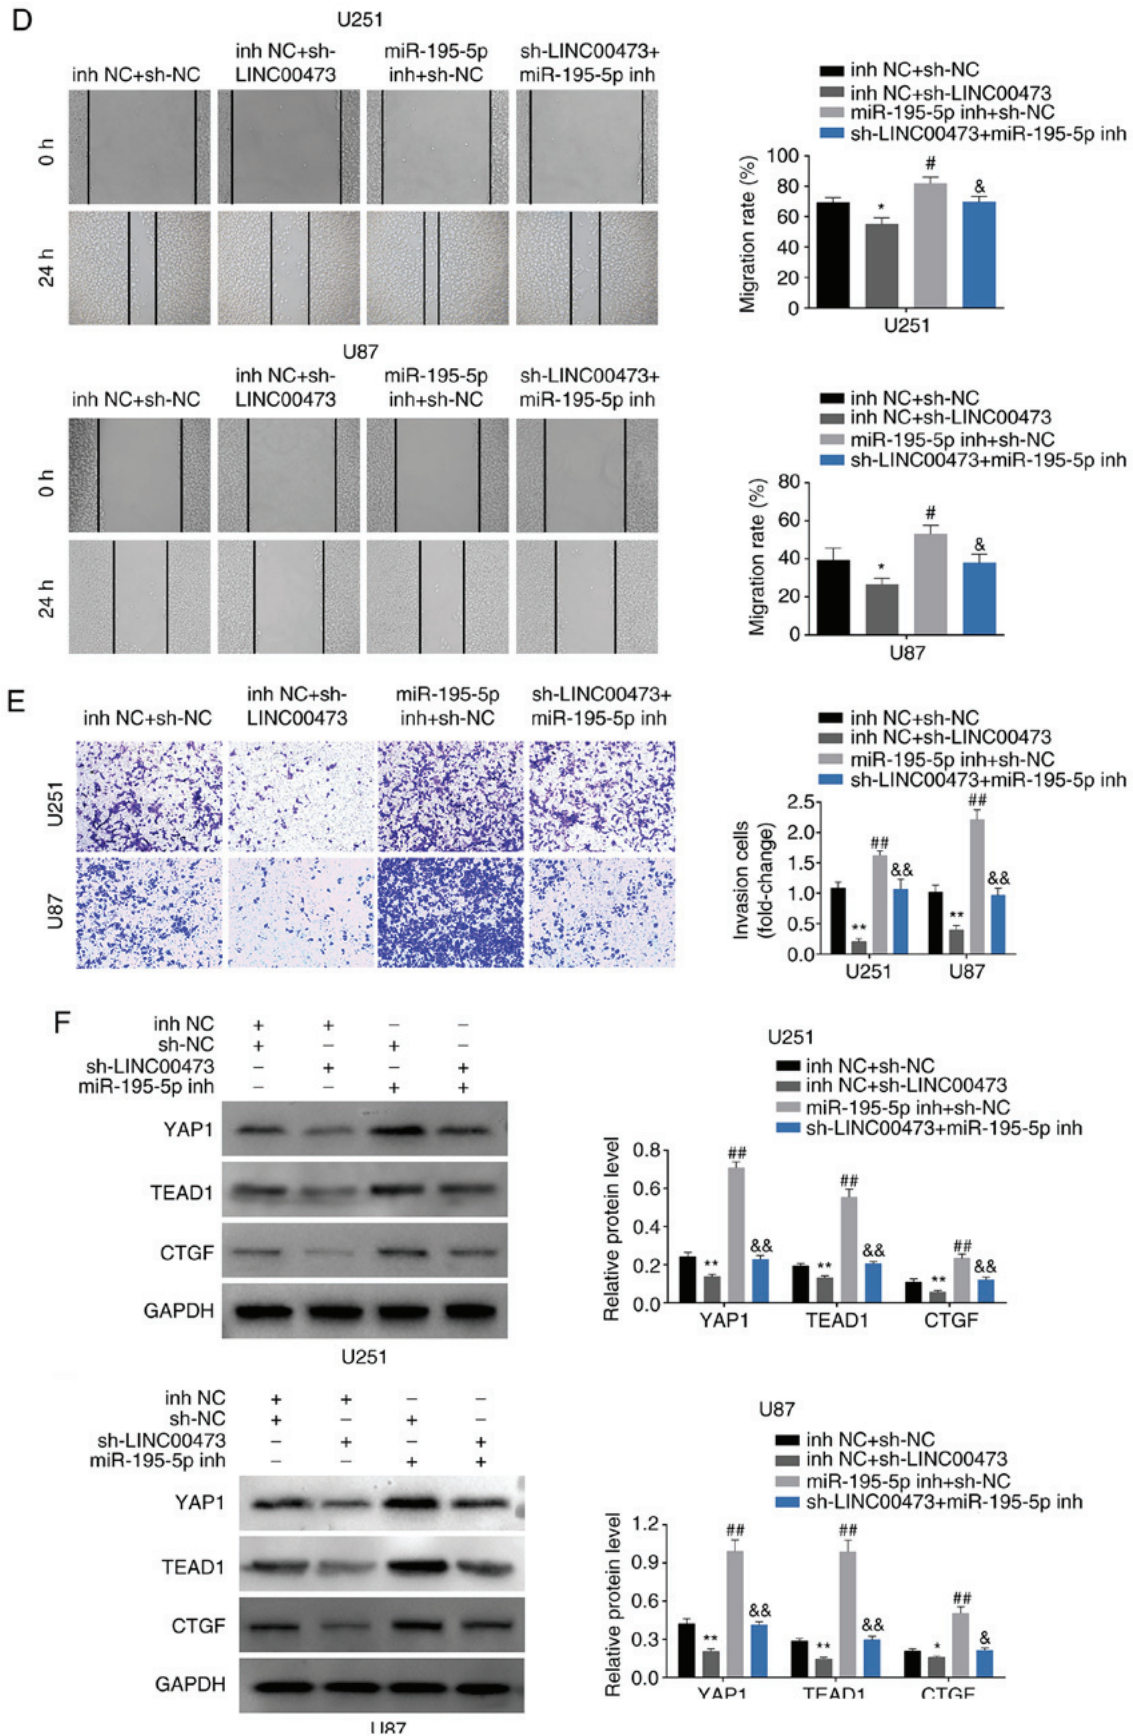 D
U251
inh NC+sh-NC
inh NC+sh-
LINC00473
miR-195-5p
inh+sh-NC
sh-LINC00473+
miR-195-5p inh
0 h
24 h
inh NC+sh-NC
inh NC+sh-LINC00473
miR-195-5p inh+sh-NC
sh-LINC00473+miR-195-5p inh
Migration rate (%)
100
80
60
40
20
0
*
#
&
U251
U87
inh NC+sh-NC
inh NC+sh-
LINC00473
miR-195-5p
inh+sh-NC
sh-LINC00473+
miR-195-5p inh
0 h
24 h
inh NC+sh-NC
inh NC+sh-LINC00473
miR-195-5p inh+sh-NC
sh-LINC00473+miR-195-5p inh
Migration rate (%)
80
60
40
20
0
*
#
&
U87
E
inh NC+sh-NC
inh NC+sh-
LINC00473
miR-195-5p
inh+sh-NC
sh-LINC00473+
miR-195-5p inh
U251
U87
inh NC+sh-NC
inh NC+sh-LINC00473
miR-195-5p inh+sh-NC
sh-LINC00473+miR-195-5p inh
Invasion cells
(fold-change)
2.5
2.0
1.5
1.0
0.5
0.0
** ## && ** ## &&
U251 U87
F
inh NC + + − −
sh-NC + − + −
sh-LINC00473 − + − +
miR-195-5p inh − − + +
YAP1
TEAD1
CTGF
GAPDH
U251
U251
inh NC+sh-NC
inh NC+sh-LINC00473
miR-195-5p inh+sh-NC
sh-LINC00473+miR-195-5p inh
Relative protein level
0.8
0.6
0.4
0.2
0.0
** ## && ** ## && ** ## &&
YAP1 TEAD1 CTGF
inh NC + + − −
sh-NC + − + −
sh-LINC00473 − + − +
miR-195-5p inh − − + +
YAP1
TEAD1
CTGF
GAPDH
U87
U87
inh NC+sh-NC
inh NC+sh-LINC00473
miR-195-5p inh+sh-NC
sh-LINC00473+miR-195-5p inh
Relative protein level
1.2
0.9
0.6
0.3
0.0
** ## && ** ## && * ## &
YAP1 TEAD1 CTGF